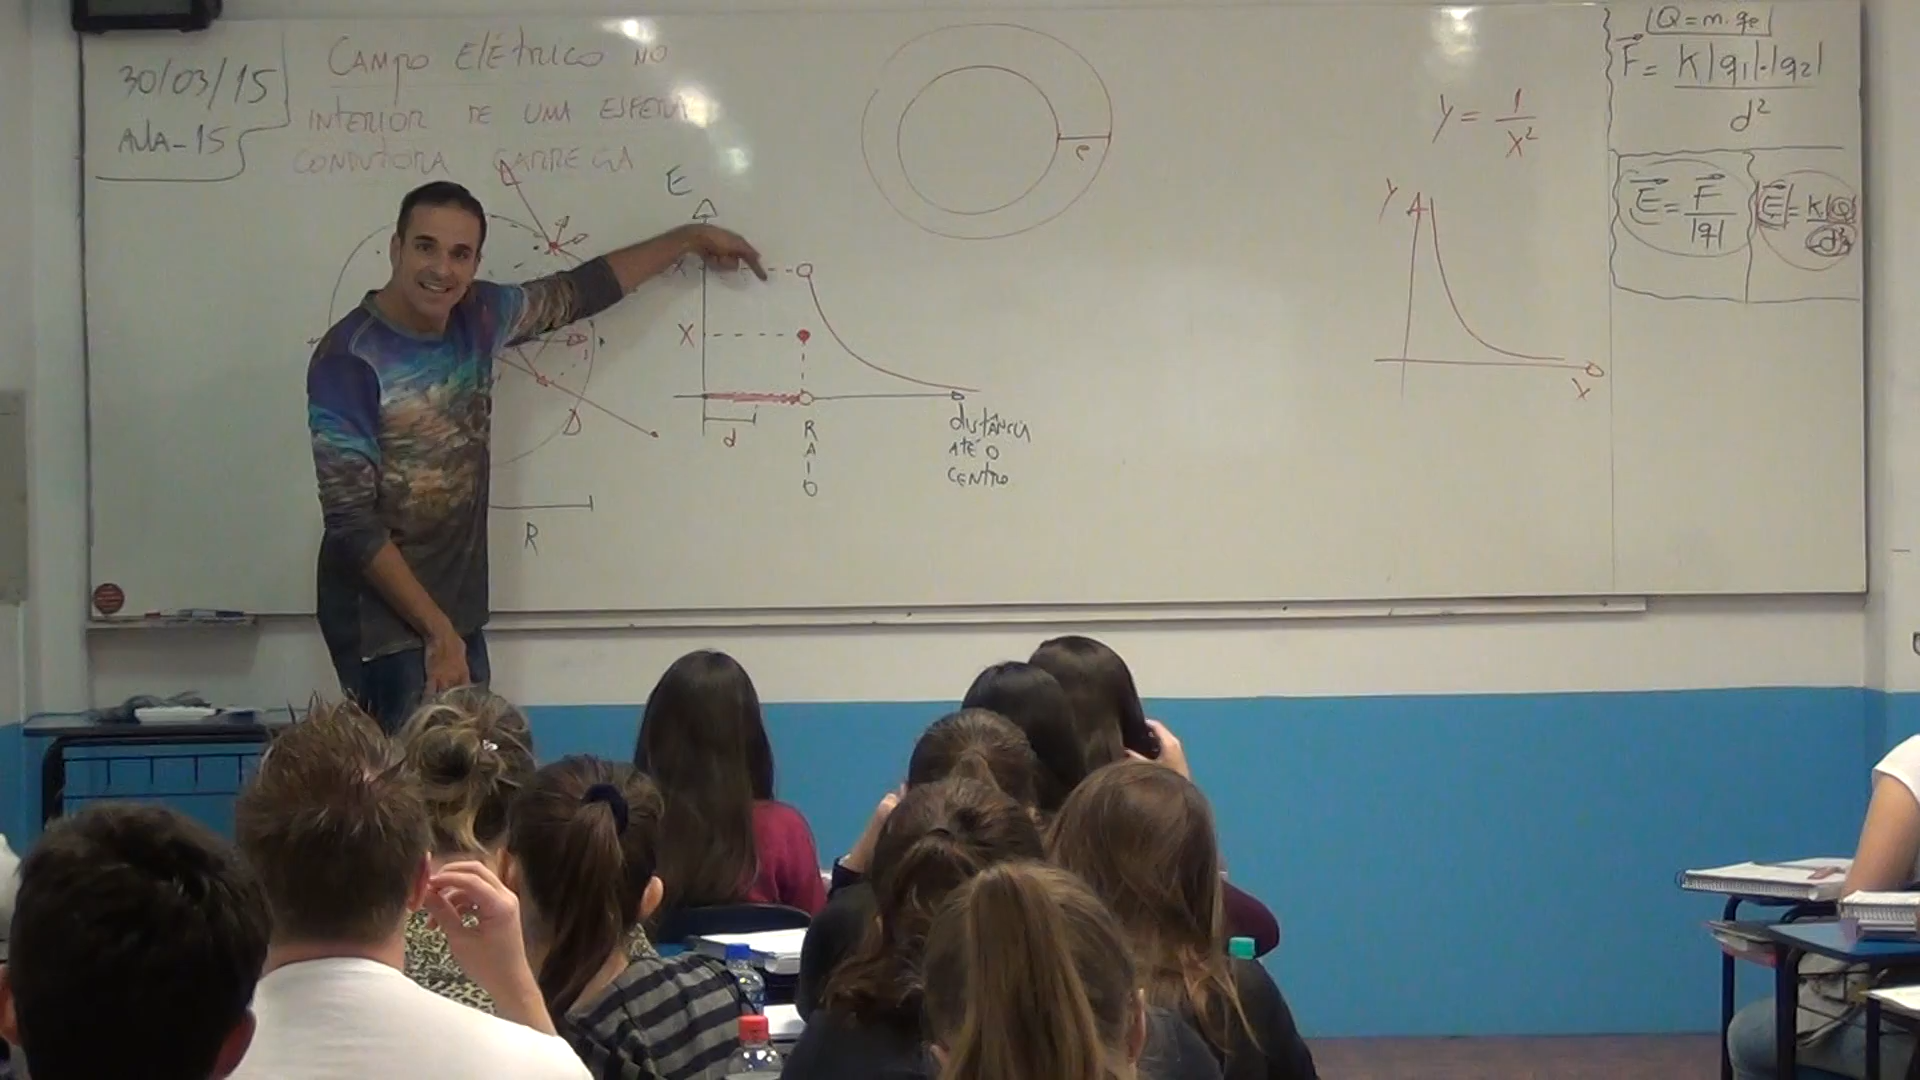 30/03/15
AULA-15
CAMPO ELÉTRICO NO
INTERIOR DE UMA ESFERA
CONDUTORA CARREGA
E
X
X
d
R
A
I
O
distância
ATÉ O
CENTRO
R
e
y = 1/x²
y
x
|Q = m.qe|
F = K|q1|.|q2|
d²
E = F/|q|
|E| = K|Q|/d²